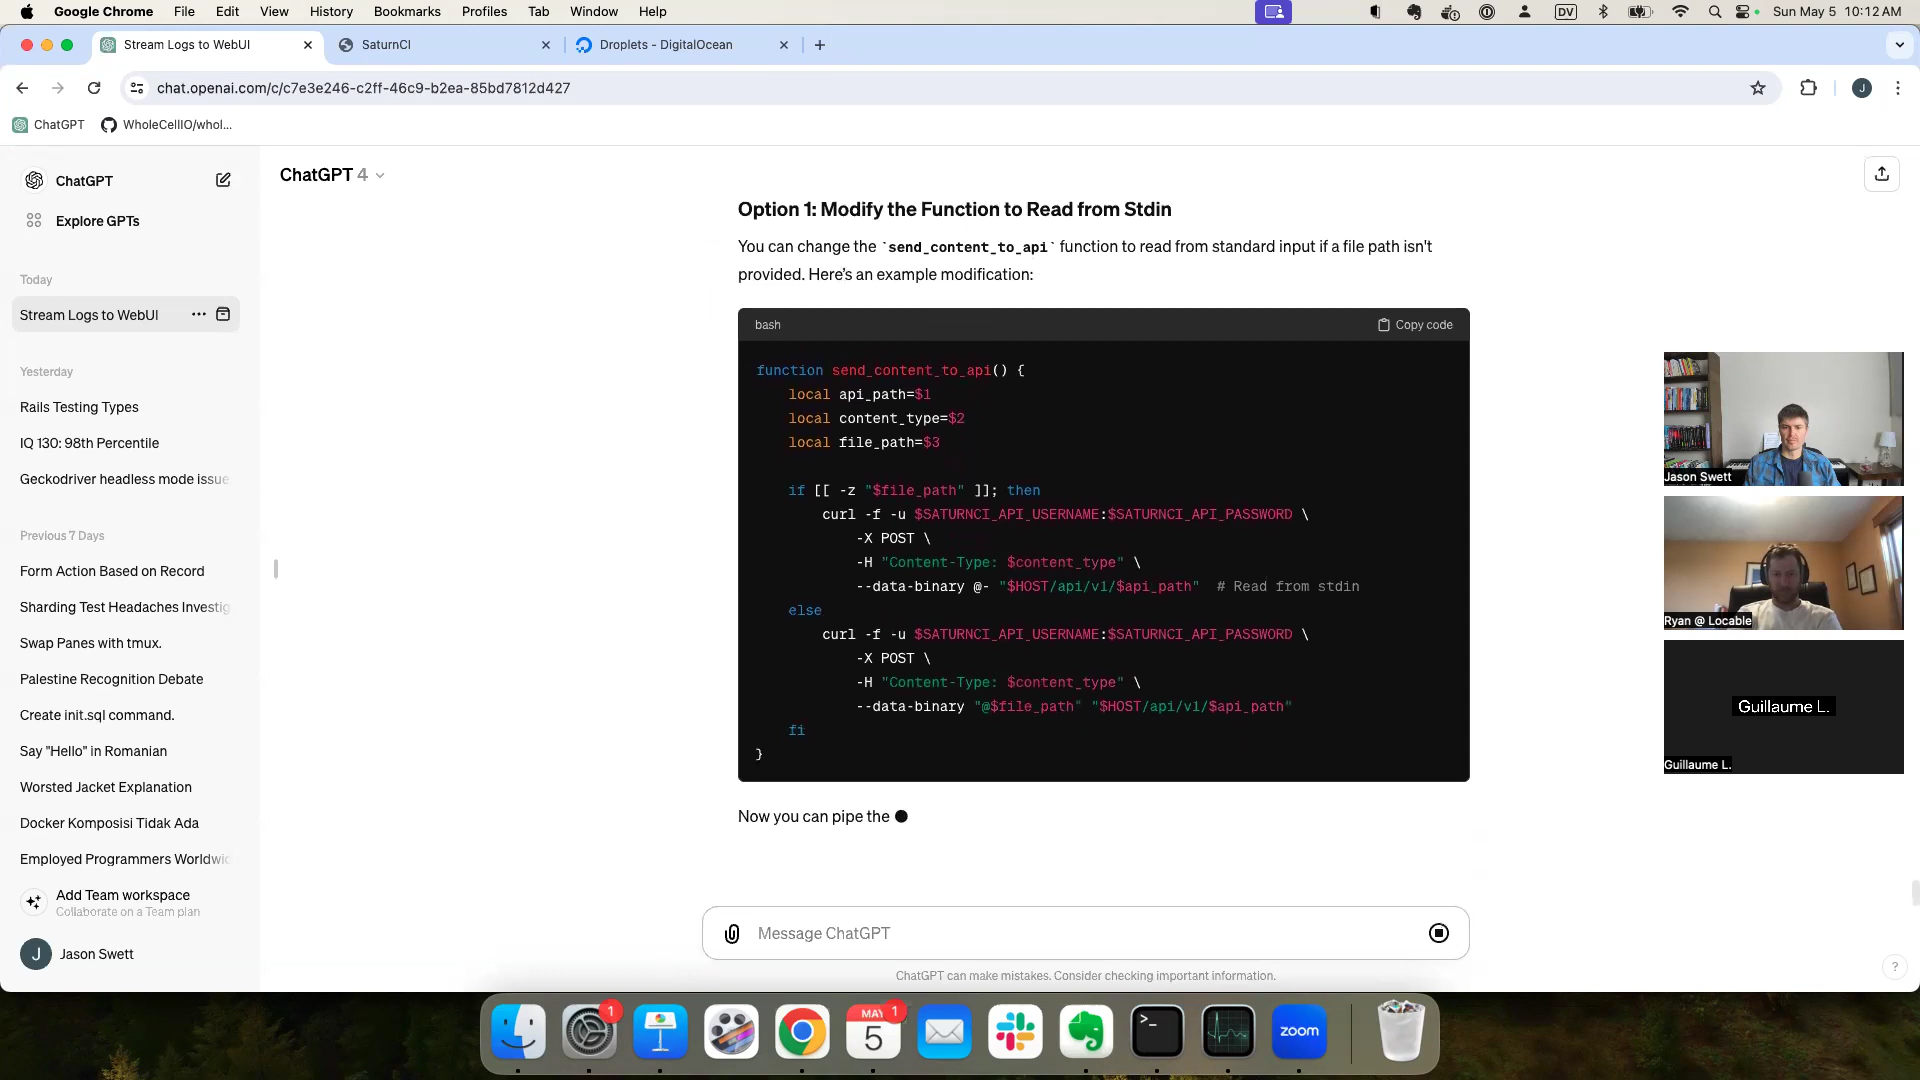 Google Chrome File Edit View History Bookmarks Profiles Tab Window Help DV Sun May 5 10:12 AM
Stream Logs to WebUI SaturnCI Droplets - DigitalOcean
chat.openai.com/c/c7e3e246-c2ff-46c9-b2ea-85bd7812d427 J
ChatGPT WholeCellIO/whol...
ChatGPT
Explore GPTs
Today
Stream Logs to WebUI
Yesterday
Rails Testing Types
IQ 130: 98th Percentile
Geckodriver headless mode issue
Previous 7 Days
Form Action Based on Record
Sharding Test Headaches Investig
Swap Panes with tmux.
Palestine Recognition Debate
Create init.sql command.
Say "Hello" in Romanian
Worsted Jacket Explanation
Docker Komposisi Tidak Ada
Employed Programmers Worldwi
Add Team workspace
Collaborate on a Team plan
J Jason Swett
ChatGPT 4
Option 1: Modify the Function to Read from Stdin
You can change the `send_content_to_api` function to read from standard input if a file path isn't
provided. Here's an example modification:
bash Copy code
function send_content_to_api() {
local api_path=$1
local content_type=$2
local file_path=$3
if [[ -z "$file_path" ]]; then
curl -f -u $SATURNCI_API_USERNAME:$SATURNCI_API_PASSWORD \
-X POST \
-H "Content-Type: $content_type" \
--data-binary @- "$HOST/api/v1/$api_path" # Read from stdin
else
curl -f -u $SATURNCI_API_USERNAME:$SATURNCI_API_PASSWORD \
-X POST \
-H "Content-Type: $content_type" \
--data-binary "@$file_path" "$HOST/api/v1/$api_path"
fi
}
Now you can pipe the
Message ChatGPT
ChatGPT can make mistakes. Consider checking important information.
?
Jason Swett
Ryan @ Locable
Guillaume L.
Guillaume L.
1
MAY 1
5
>_
zoom